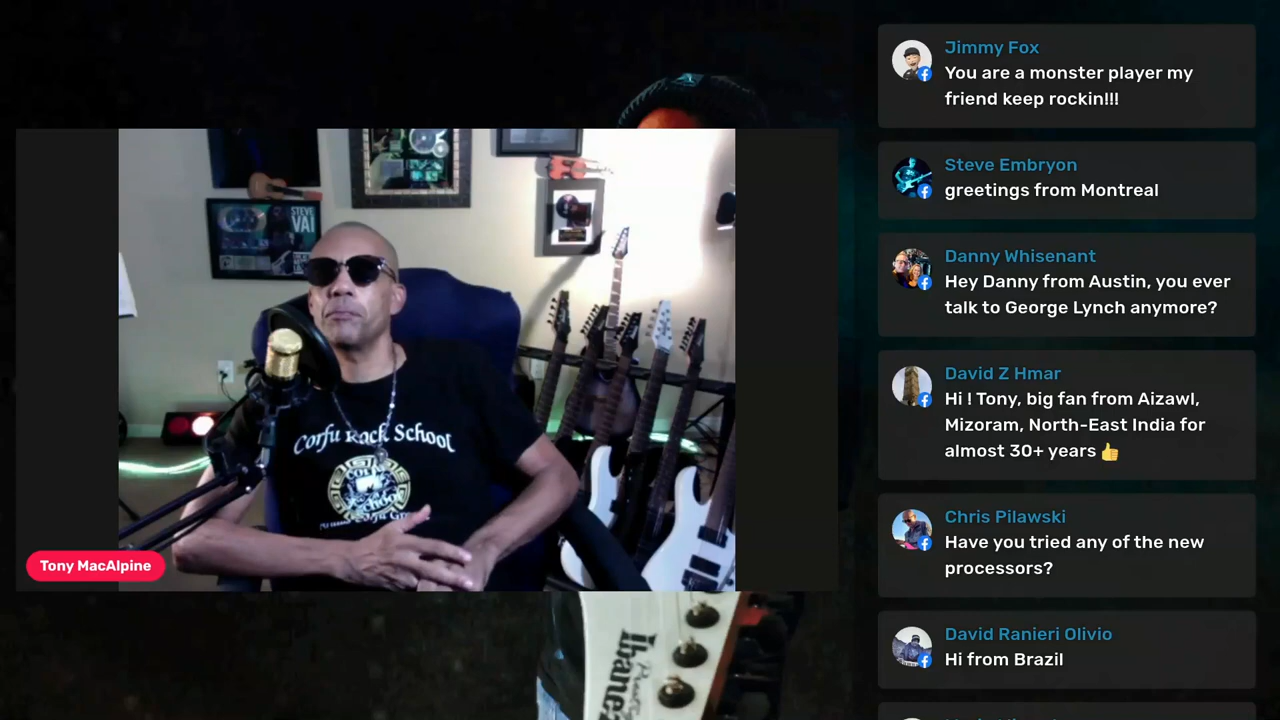 Jimmy Fox
You are a monster player my
friend keep rockin!!!
Steve Embryon
greetings from Montreal
Danny Whisenant
Hey Danny from Austin, you ever
talk to George Lynch anymore?
David Z Hmar
Hi ! Tony, big fan from Aizawl,
Mizoram, North-East India for
almost 30+ years 👍
Chris Pilawski
Have you tried any of the new
processors?
David Ranieri Olivio
Hi from Brazil
STEVE
VAI
Corfu Rock School
Tony MacAlpine
Ibanez